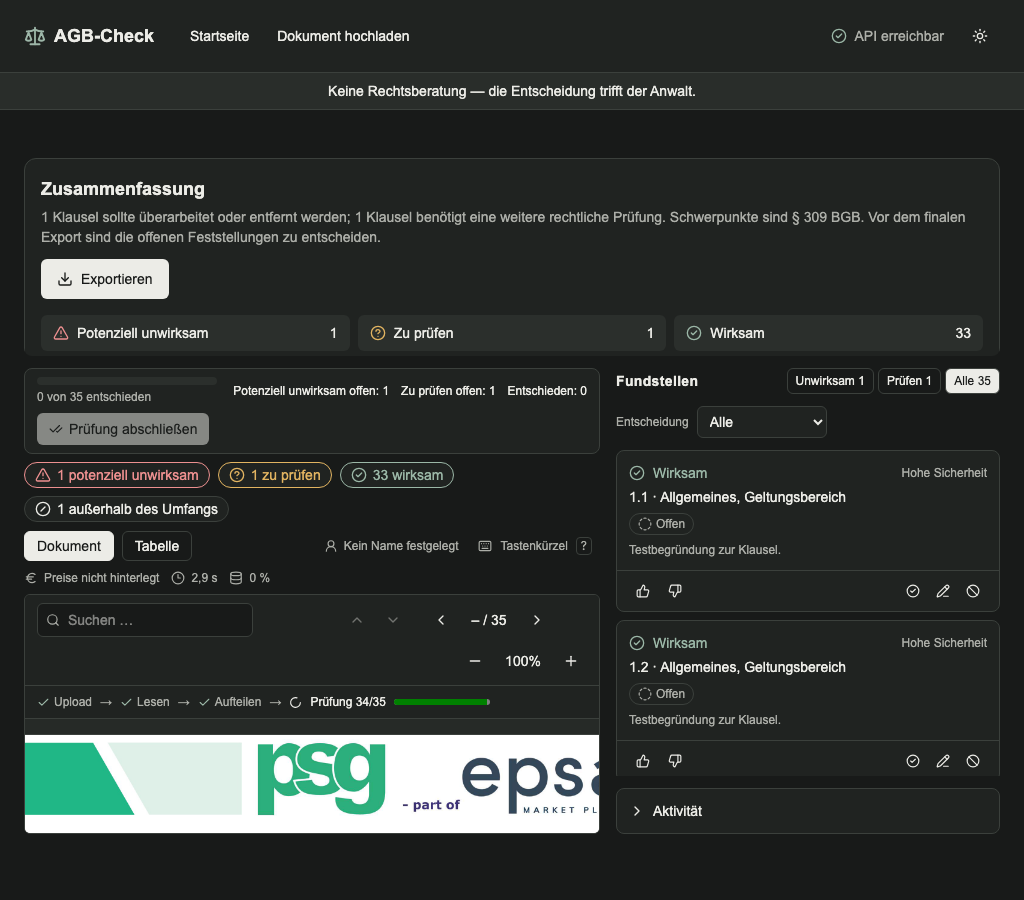 AGB-Check
Startseite
Dokument hochladen
API erreichbar
Keine Rechtsberatung — die Entscheidung trifft der Anwalt.
Zusammenfassung
1 Klausel sollte überarbeitet oder entfernt werden; 1 Klausel benötigt eine weitere rechtliche Prüfung. Schwerpunkte sind § 309 BGB. Vor dem finalen
Export sind die offenen Feststellungen zu entscheiden.
Exportieren
Potenziell unwirksam 1
Zu prüfen 1
Wirksam 33
0 von 35 entschieden
Potenziell unwirksam offen: 1 Zu prüfen offen: 1 Entschieden: 0
Prüfung abschließen
1 potenziell unwirksam
1 zu prüfen
33 wirksam
1 außerhalb des Umfangs
Dokument
Tabelle
Kein Name festgelegt
Tastenkürzel ?
Preise nicht hinterlegt 2,9 s 0 %
Suchen …
– / 35
100%
Upload → Lesen → Aufteilen → Prüfung 34/35
psg
- part of
epsa
MARKET PL
Fundstellen
Unwirksam 1
Prüfen 1
Alle 35
Entscheidung Alle
Wirksam
Hohe Sicherheit
1.1 · Allgemeines, Geltungsbereich
Offen
Testbegründung zur Klausel.
Wirksam
Hohe Sicherheit
1.2 · Allgemeines, Geltungsbereich
Offen
Testbegründung zur Klausel.
Aktivität